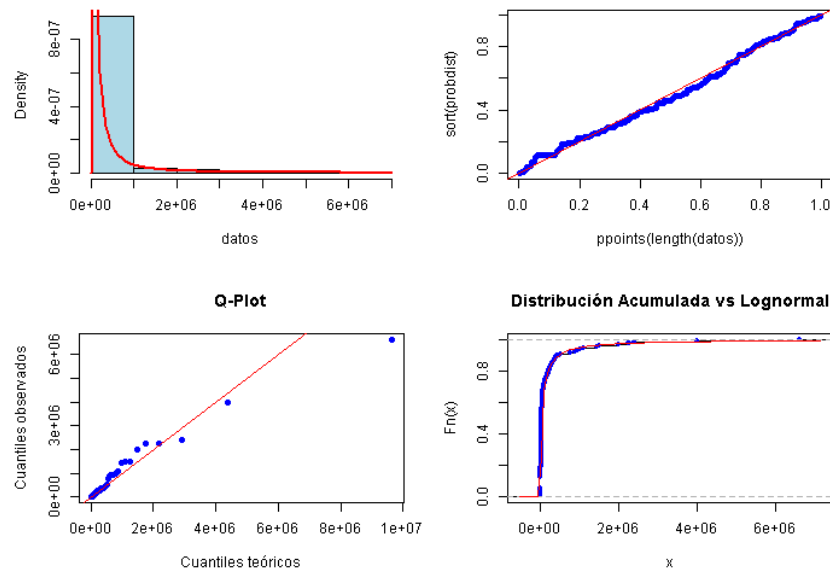 Density
0e+00 4e-07 8e-07
0e+00 2e+06 4e+06 6e+06
datos
sort(probdist)
0.0 0.4 0.8
0.0 0.2 0.4 0.6 0.8 1.0
ppoints(length(datos))
Q-Plot
Cuantiles observados
0e+00 3e+06 6e+06
0e+00 2e+06 4e+06 6e+06 8e+06 1e+07
Cuantiles teóricos
Distribución Acumulada vs Lognormal
Fn(x)
0.0 0.4 0.8
0e+00 2e+06 4e+06 6e+06
x